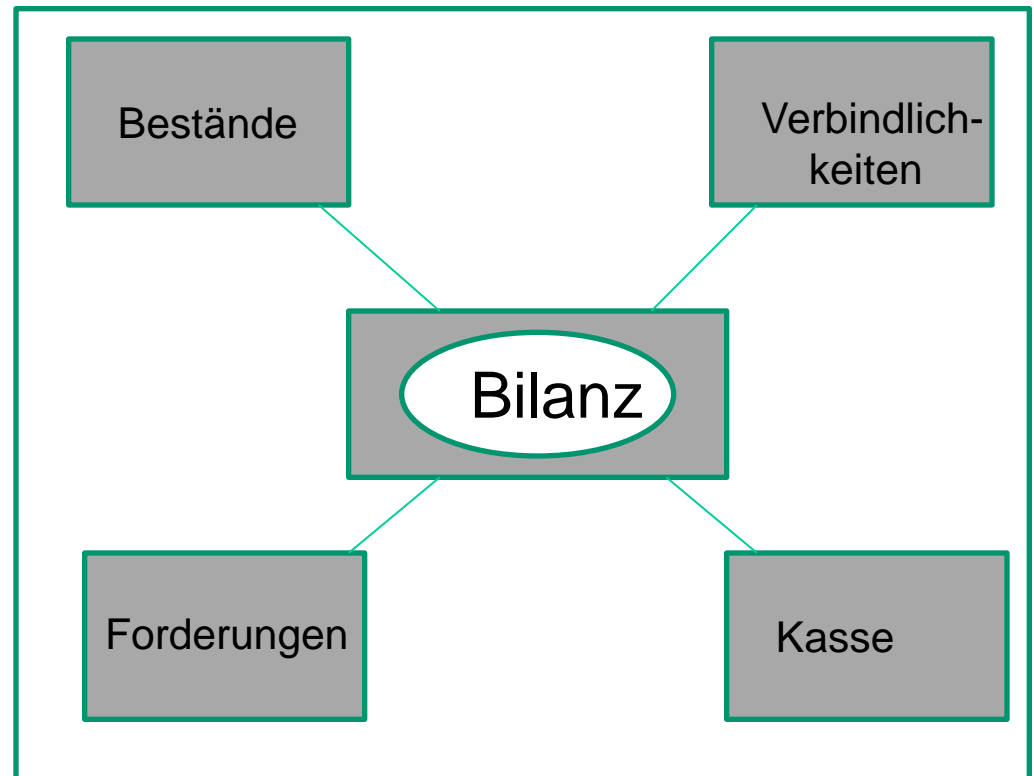 Bestände
Verbindlich-
keiten
Bilanz
Forderungen
Kasse